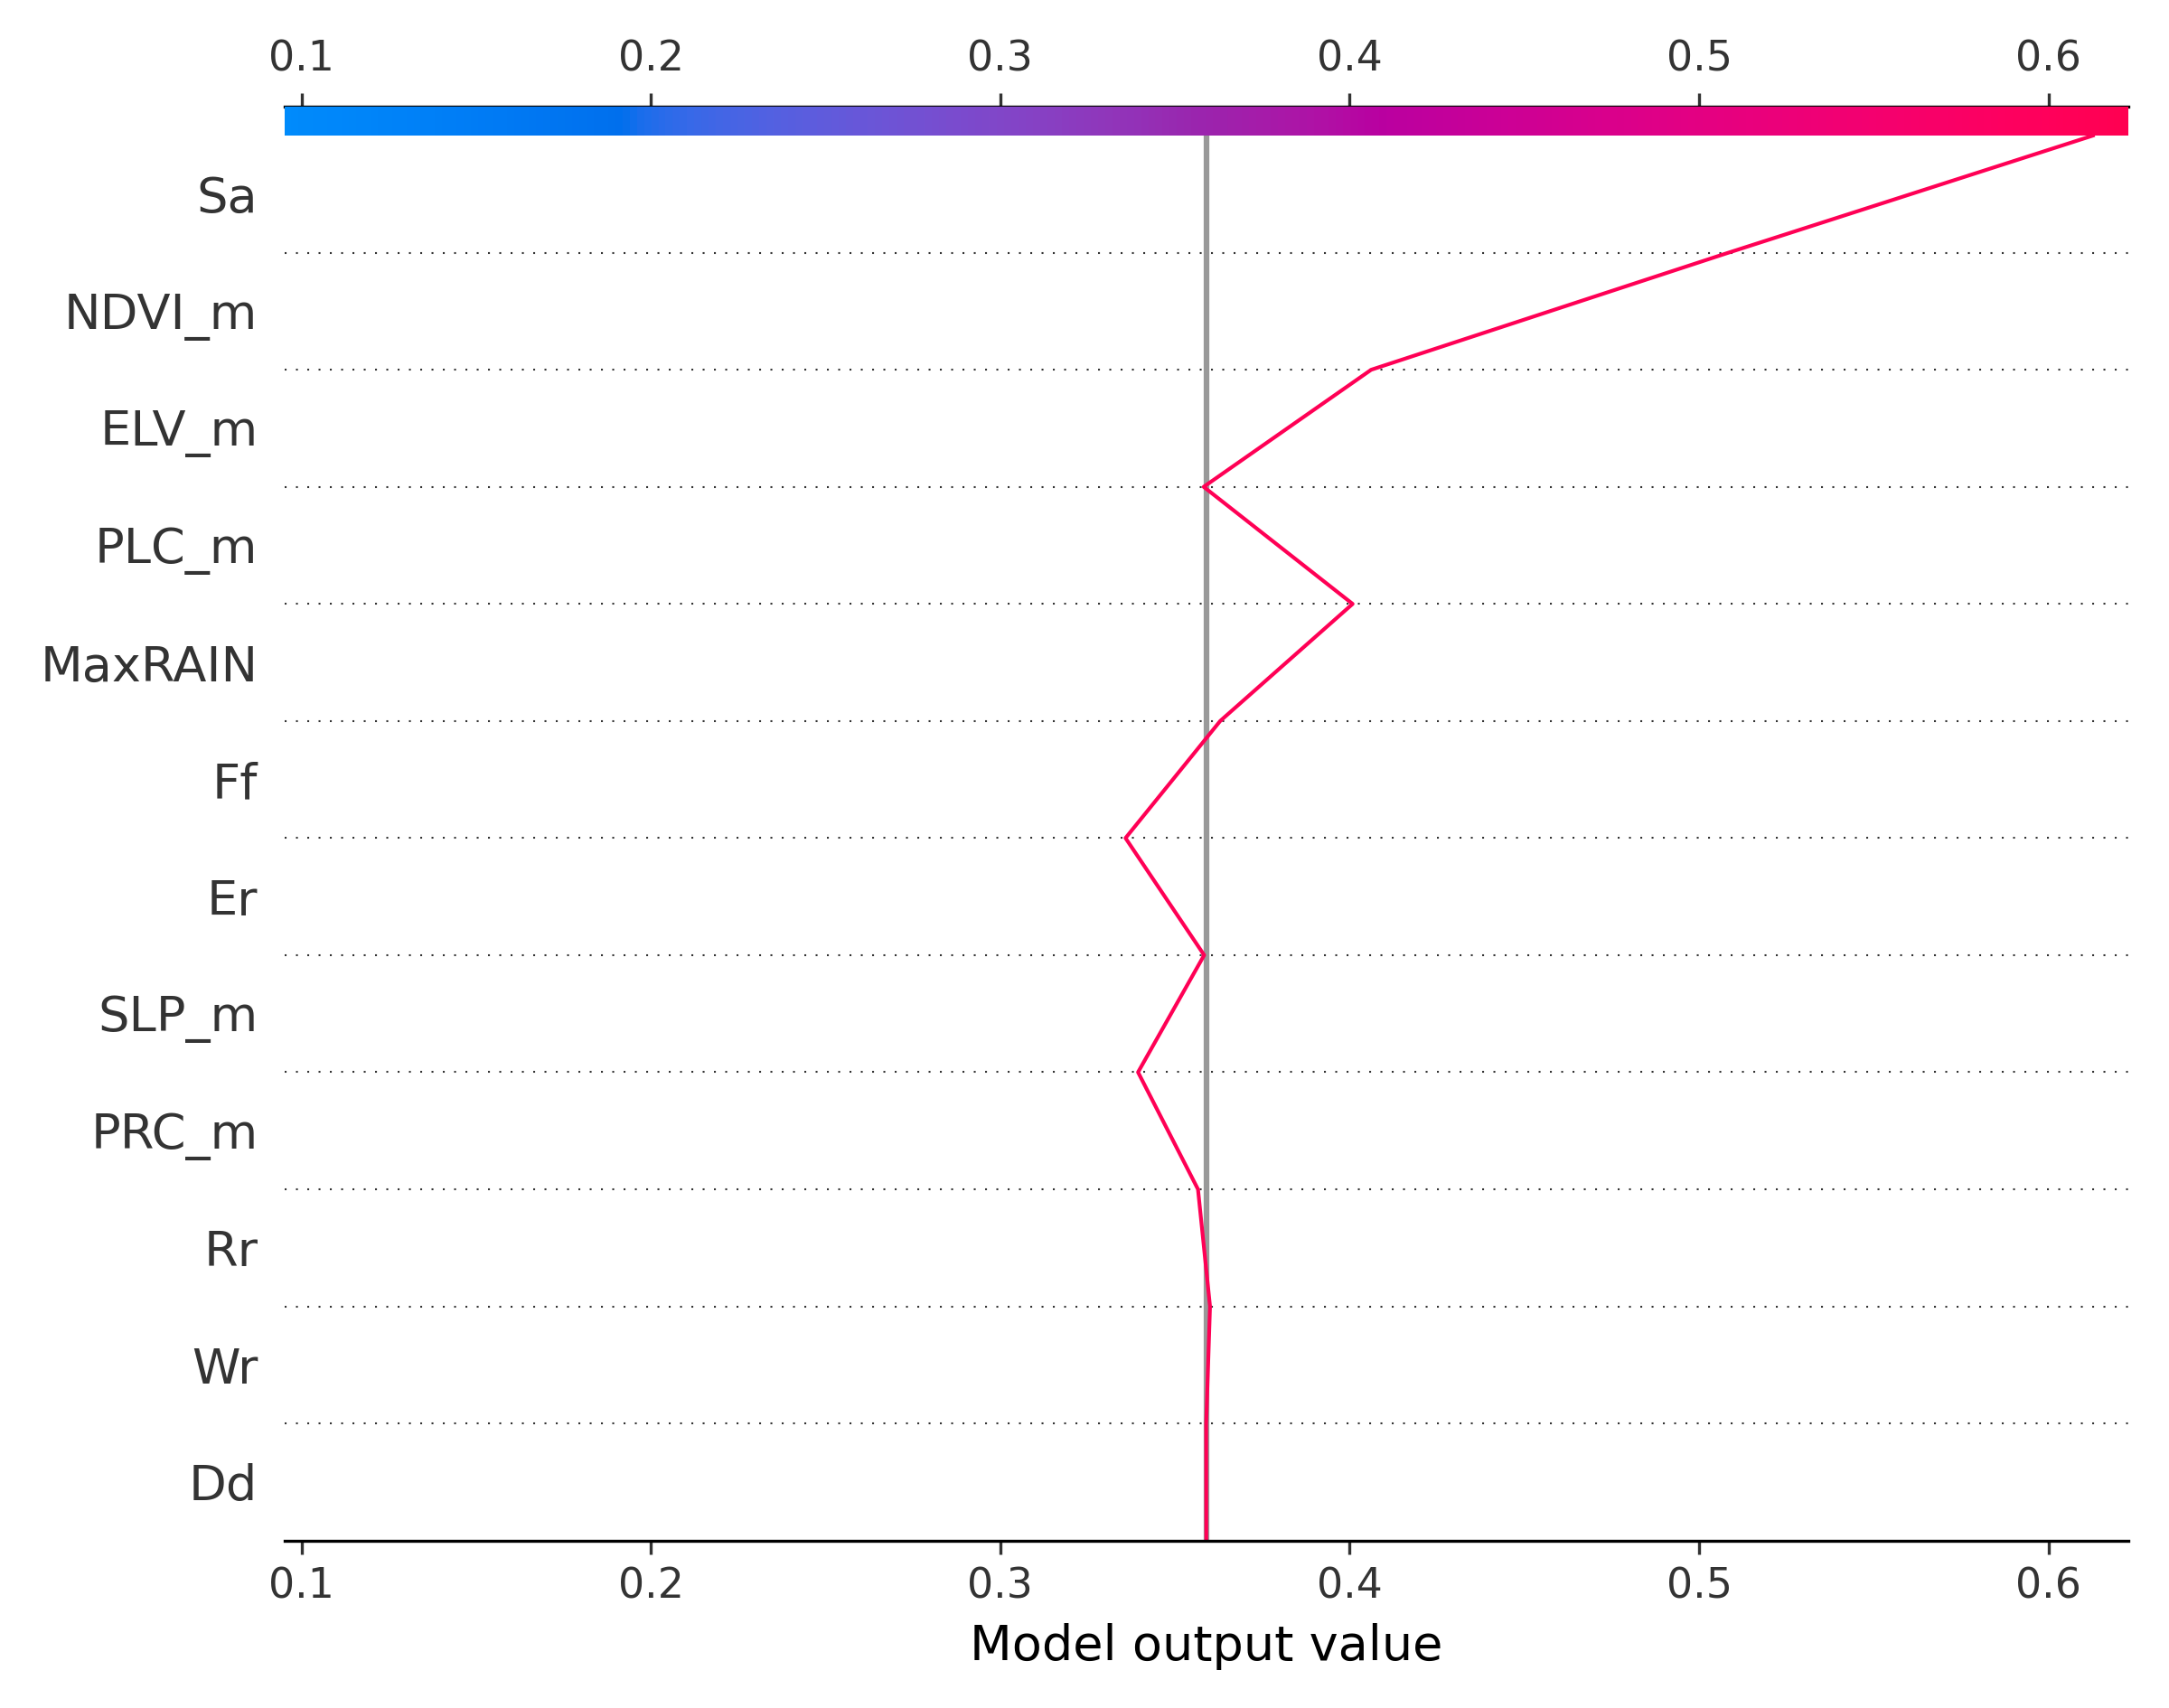 0.1 0.2 0.3 0.4 0.5 0.6
Sa
NDVI_m
ELV_m
PLC_m
MaxRAIN
Ff
Er
SLP_m
PRC_m
Rr
Wr
Dd
0.1 0.2 0.3 0.4 0.5 0.6
Model output value